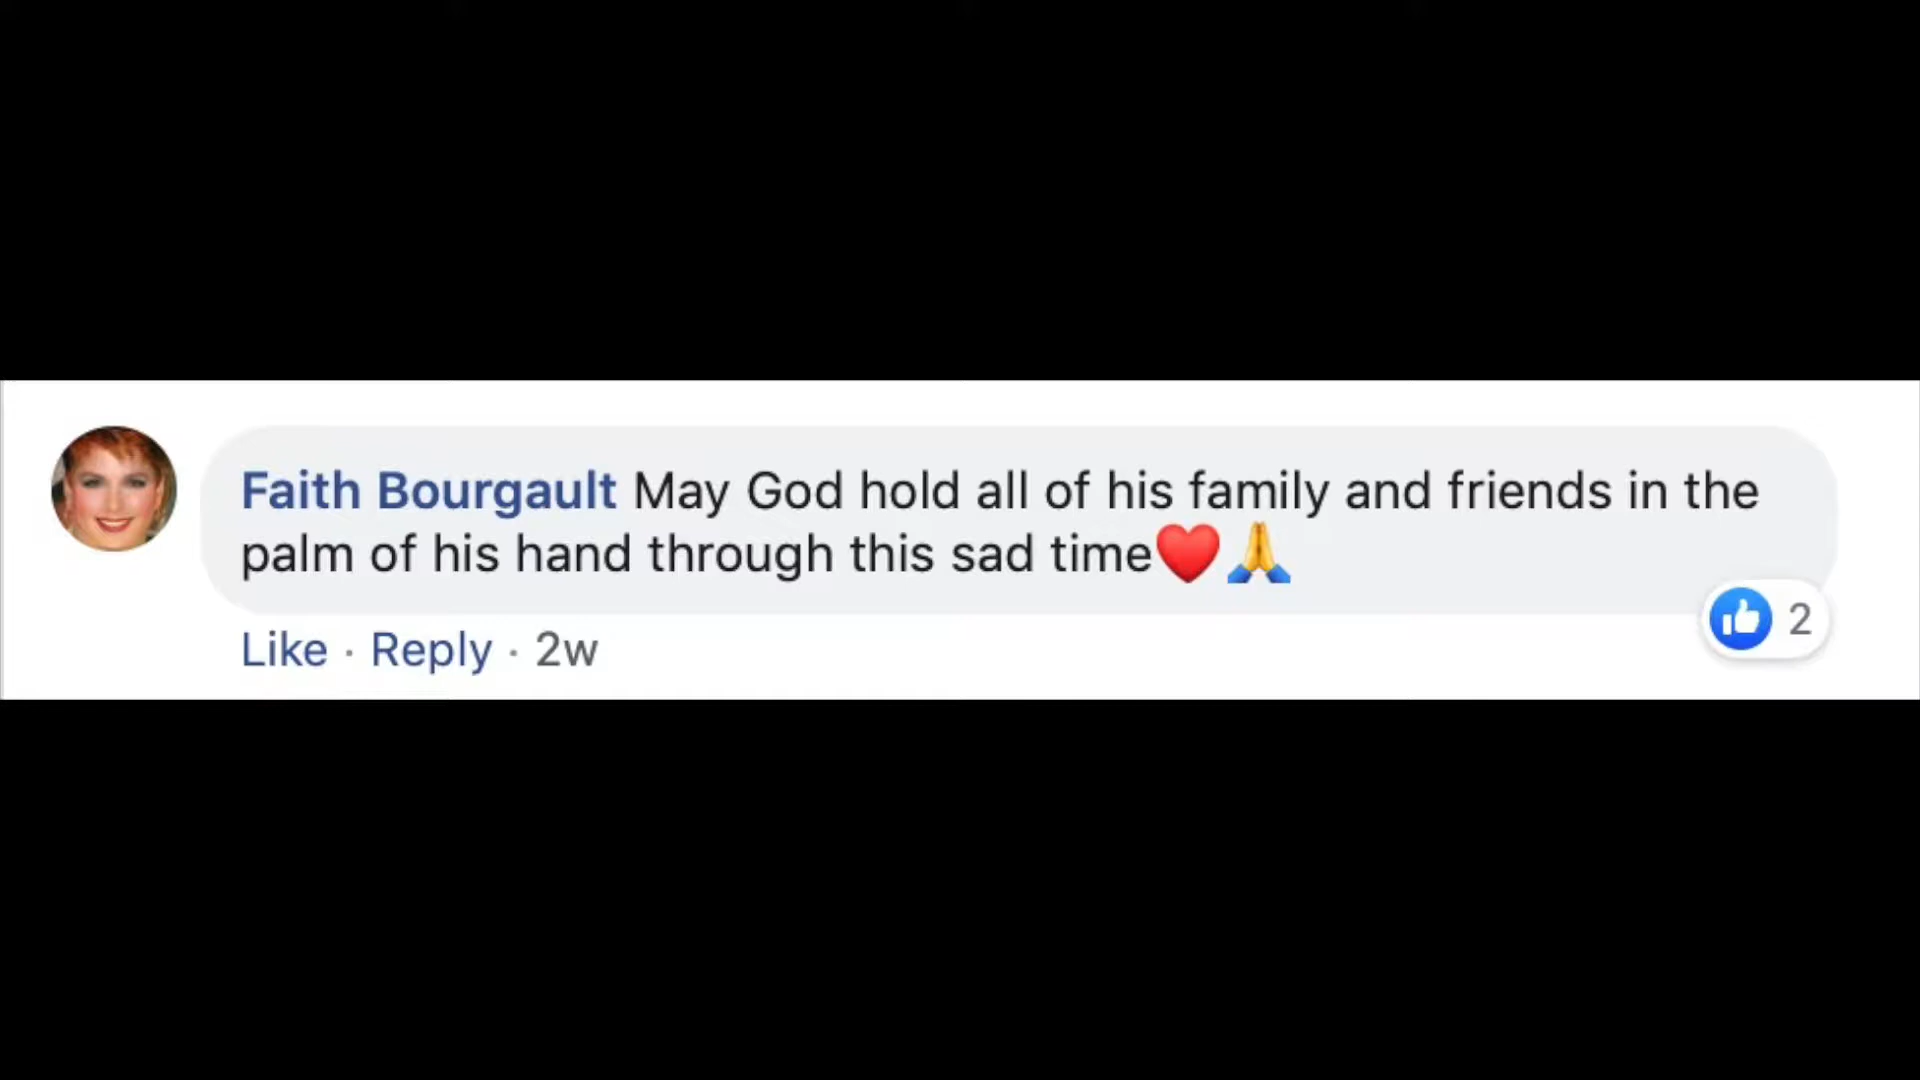 Faith Bourgault May God hold all of his family and friends in the
palm of his hand through this sad time❤️🙏
Like · Reply · 2w
2